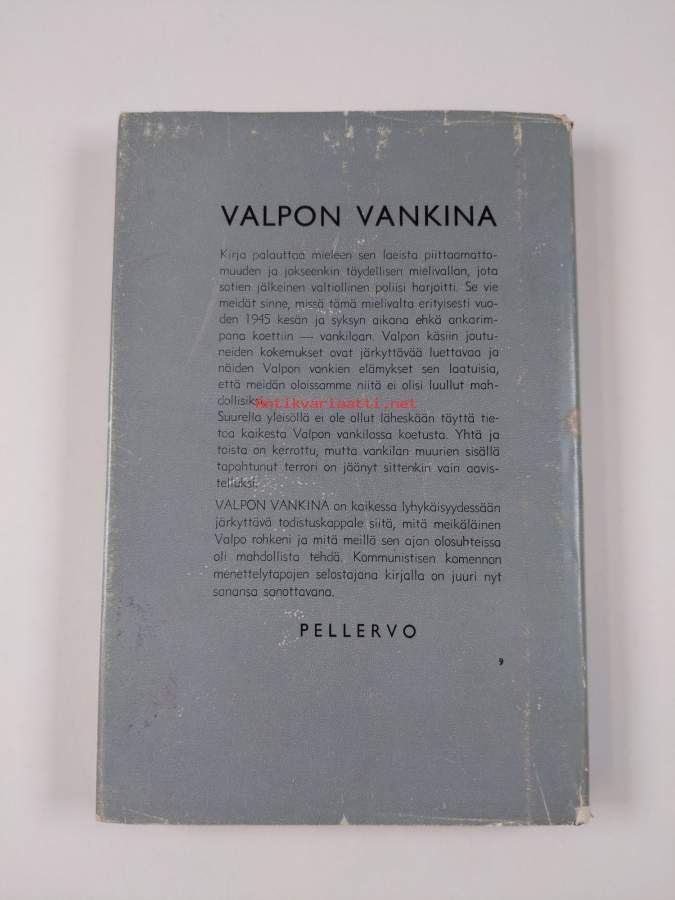 VALPON VANKINA
Kirja palauttaa mieleen sen laeista piittaamatto-
muuden ja jokseenkin täydellisen mielivallan, jota
sotien jälkeinen valtiollinen poliisi harjoitti. Se vie
meidät sinne, missä tämä mielivalta erityisesti vuo-
den 1945 kesän ja syksyn aikana ehkä ankarim-
pana koettiin — vankilaan. Valpon käsiin joutu-
neiden kokemukset ovat järkyttävää luettavaa ja
näiden Valpon vankien elämykset sen laatuisia,
että meidän oloissamme niitä ei olisi luullut mah-
dollisiksi.
Antikvariaatti.net
Suurella yleisöllä ei ole ollut läheskään täyttä tie-
toa kaikesta Valpon vankilassa koetusta. Yhtä ja
toista on kerrottu, mutta vankilan muurien sisällä
tapahtunut terrori on jäänyt sittenkin vain aavis-
telluksi.
VALPON VANKINA on kaikessa lyhykäisyydessään
järkyttävä todistuskappale siitä, mitä meikäläinen
Valpo rohkeni ja mitä meillä sen ajan olosuhteissa
oli mahdollista tehdä. Kommunistisen komennon
menettelytapojen selostajana kirjalla on juuri nyt
sanansa sanottavana.
PELLERVO